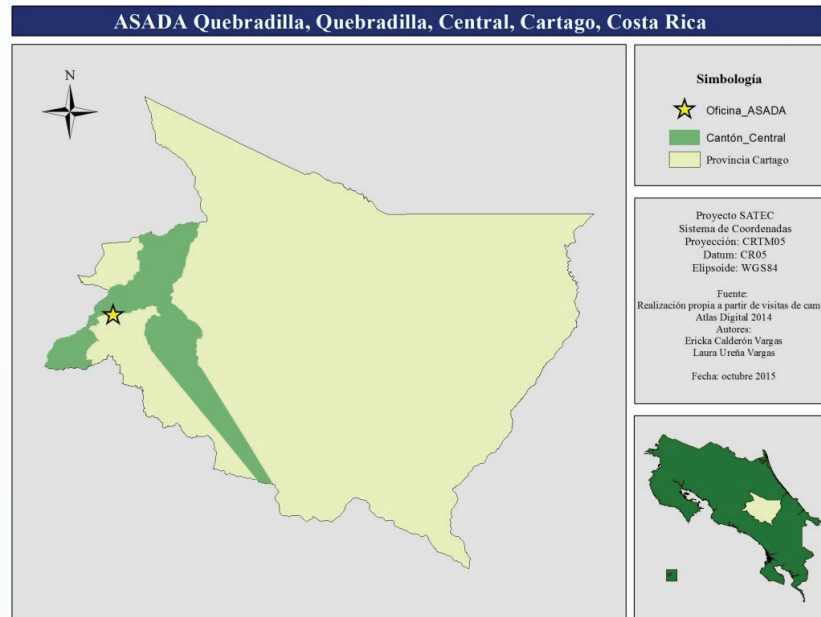 ASADA Quebradilla, Quebradilla, Central, Cartago, Costa Rica
N
Simbología
Oficina_ASADA
Cantón_Central
Provincia Cartago
Proyecto SATEC
Sistema de Coordenadas
Proyección: CRTM05
Datum: CR05
Elipsoide: WGS84
Fuente:
Realización propia a partir de visitas de cam
Atlas Digital 2014
Autores:
Ericka Calderón Vargas
Laura Ureña Vargas
Fecha: octubre 2015